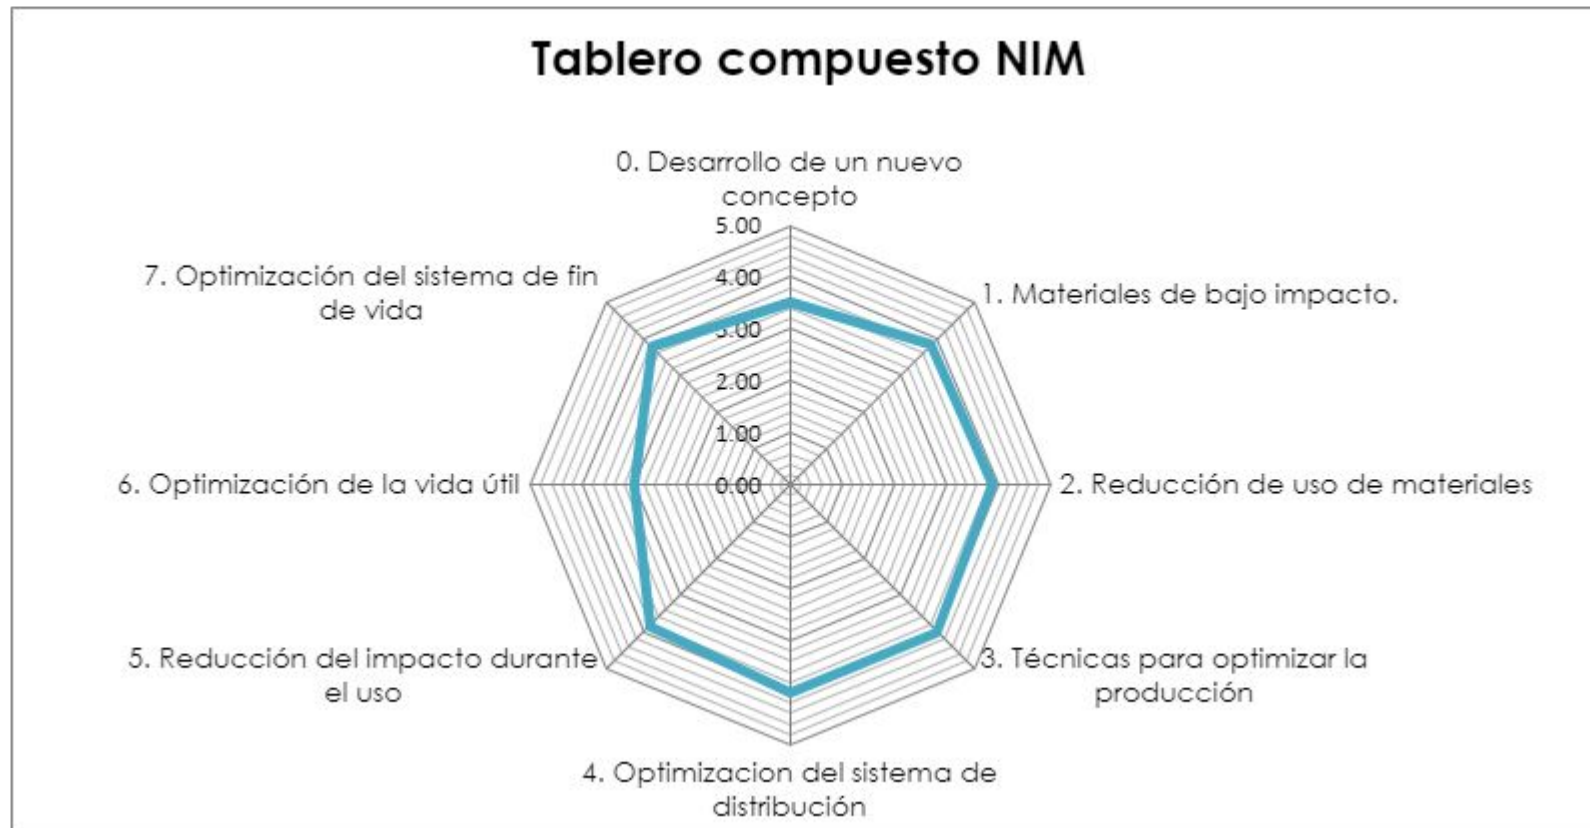 Tablero compuesto NIM
0. Desarrollo de un nuevo
concepto
5.00
4.00
3.00
2.00
1.00
0.00
1. Materiales de bajo impacto.
2. Reducción de uso de materiales
3. Técnicas para optimizar la
producción
4. Optimizacion del sistema de
distribución
5. Reducción del impacto durante
el uso
6. Optimización de la vida útil
7. Optimización del sistema de fin
de vida